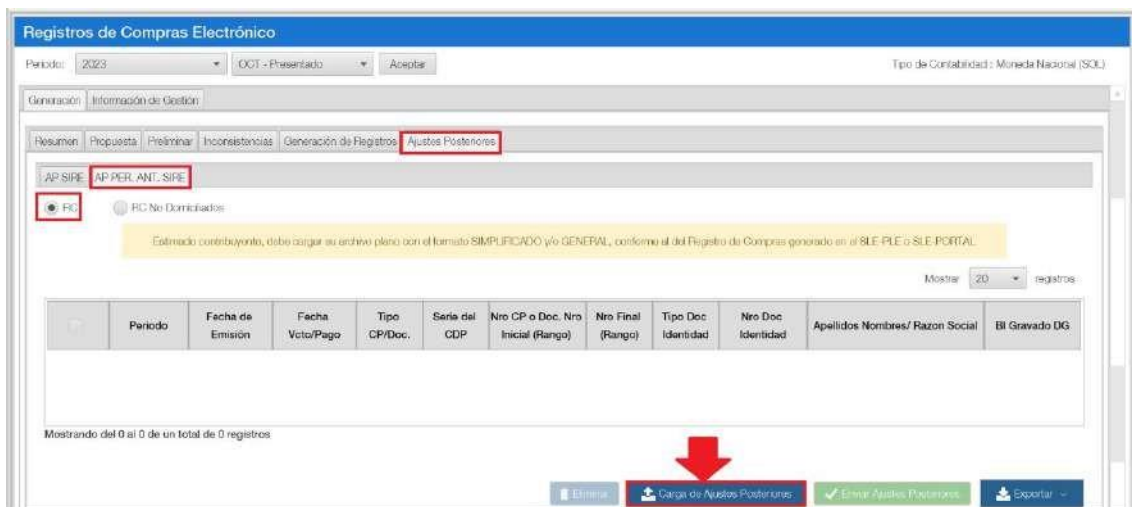 Registros de Compras Electrónico
Periodo: 2023 OCT - Presentado Aceptar Tipo de Contabilidad : Moneda Nacional (SOL)
Generación Información de Gestión
Resumen Propuesta Preliminar Inconsistencias Generación de Registros Ajustes Posteriores
AP SIRE AP PER. ANT. SIRE
RC RC No Domiciliados
Estimado contribuyente, debe cargar su archivo plano con el formato SIMPLIFICADO y/o GENERAL, conforme al del Registro de Compras generado en el SLE-PLE o SLE-PORTAL
Mostrar 20 registros
Periodo Fecha de Emisión Fecha Vcto/Pago Tipo CP/Doc. Serie del CDP Nro CP o Doc. Nro Inicial (Rango) Nro Final (Rango) Tipo Doc Identidad Nro Doc Identidad Apellidos Nombres/ Razon Social BI Gravado DG
Mostrando del 0 al 0 de un total de 0 registros
Eliminar Carga de Ajustes Posteriores Enviar Ajustes Posteriores Exportar